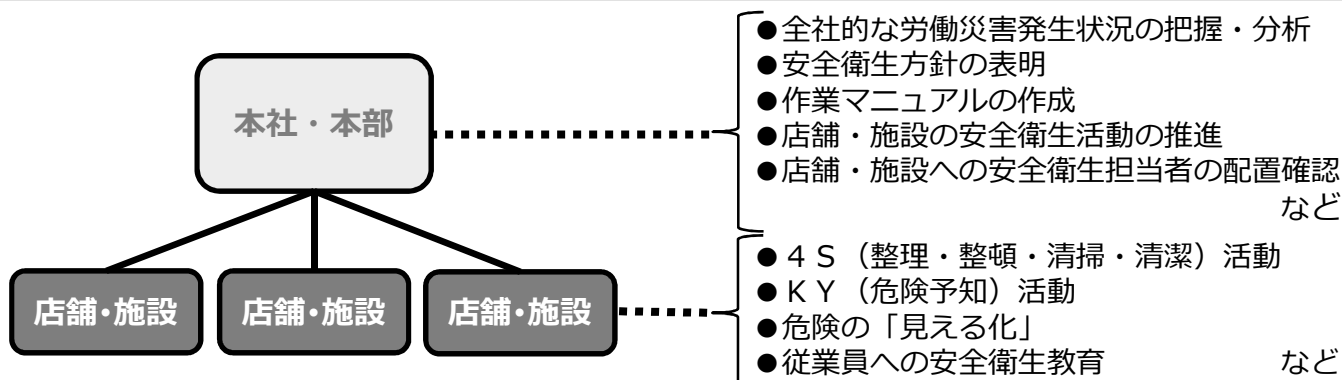 本社・本部
●全社的な労働災害発生状況の把握・分析
●安全衛生方針の表明
●作業マニュアルの作成
●店舗・施設の安全衛生活動の推進
●店舗・施設への安全衛生担当者の配置確認
など
店舗・施設
店舗・施設
店舗・施設
●４Ｓ（整理・整頓・清掃・清潔）活動
●ＫＹ（危険予知）活動
●危険の「見える化」
●従業員への安全衛生教育　など